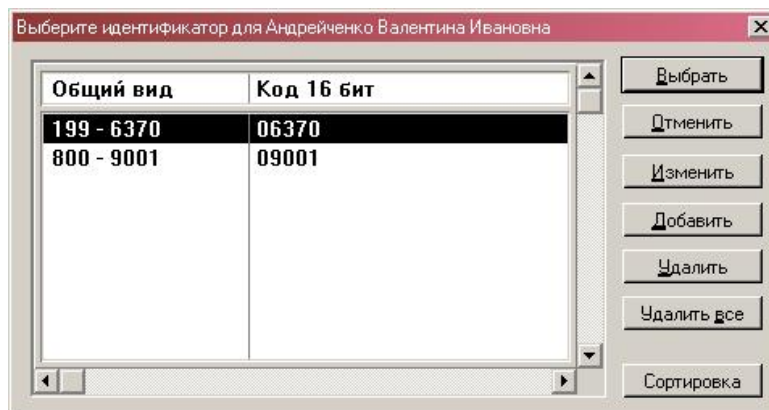 Выберите идентификатор для Андрейченко Валентина Ивановна
Общий вид Код 16 бит
199 - 6370 06370
800 - 9001 09001
Выбрать
Отменить
Изменить
Добавить
Удалить
Удалить все
Сортировка